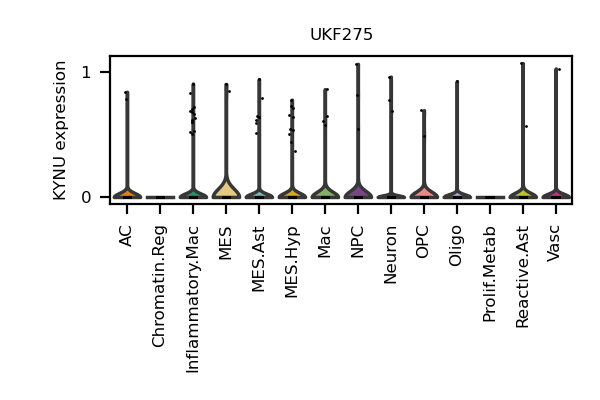 UKF275
KYNU expression
1
0
AC
Chromatin.Reg
Inflammatory.Mac
MES
MES.Ast
MES.Hyp
Mac
NPC
Neuron
OPC
Oligo
Prolif.Metab
Reactive.Ast
Vasc